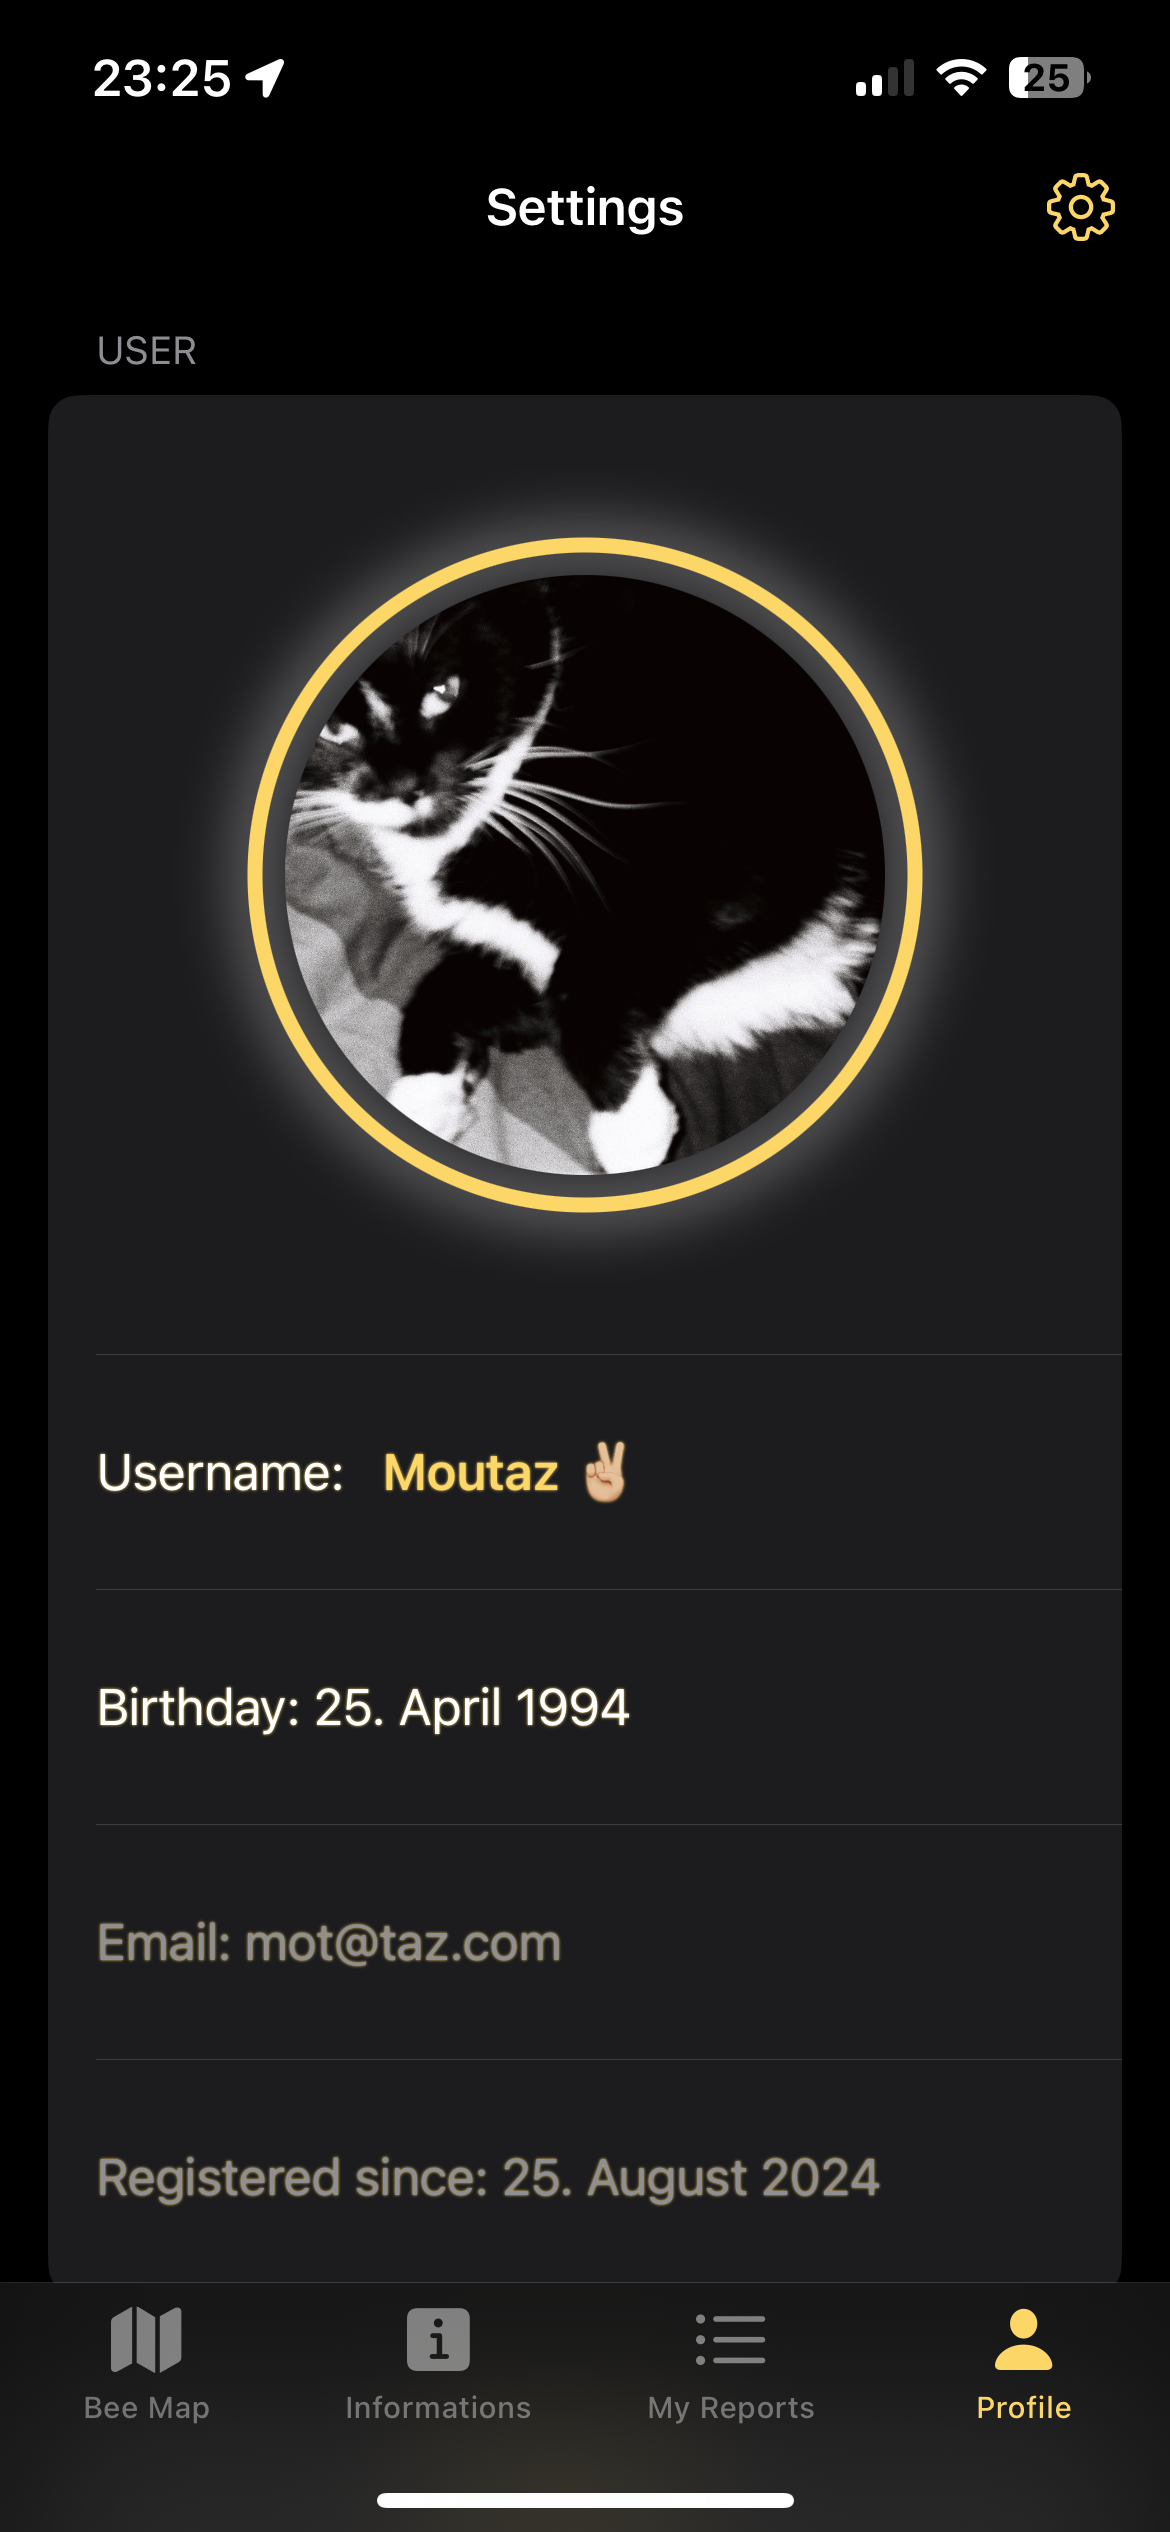 23:25
25
Settings
USER
Username: Moutaz ✌🏼
Birthday: 25. April 1994
Email: mot@taz.com
Registered since: 25. August 2024
Bee Map
Informations
My Reports
Profile